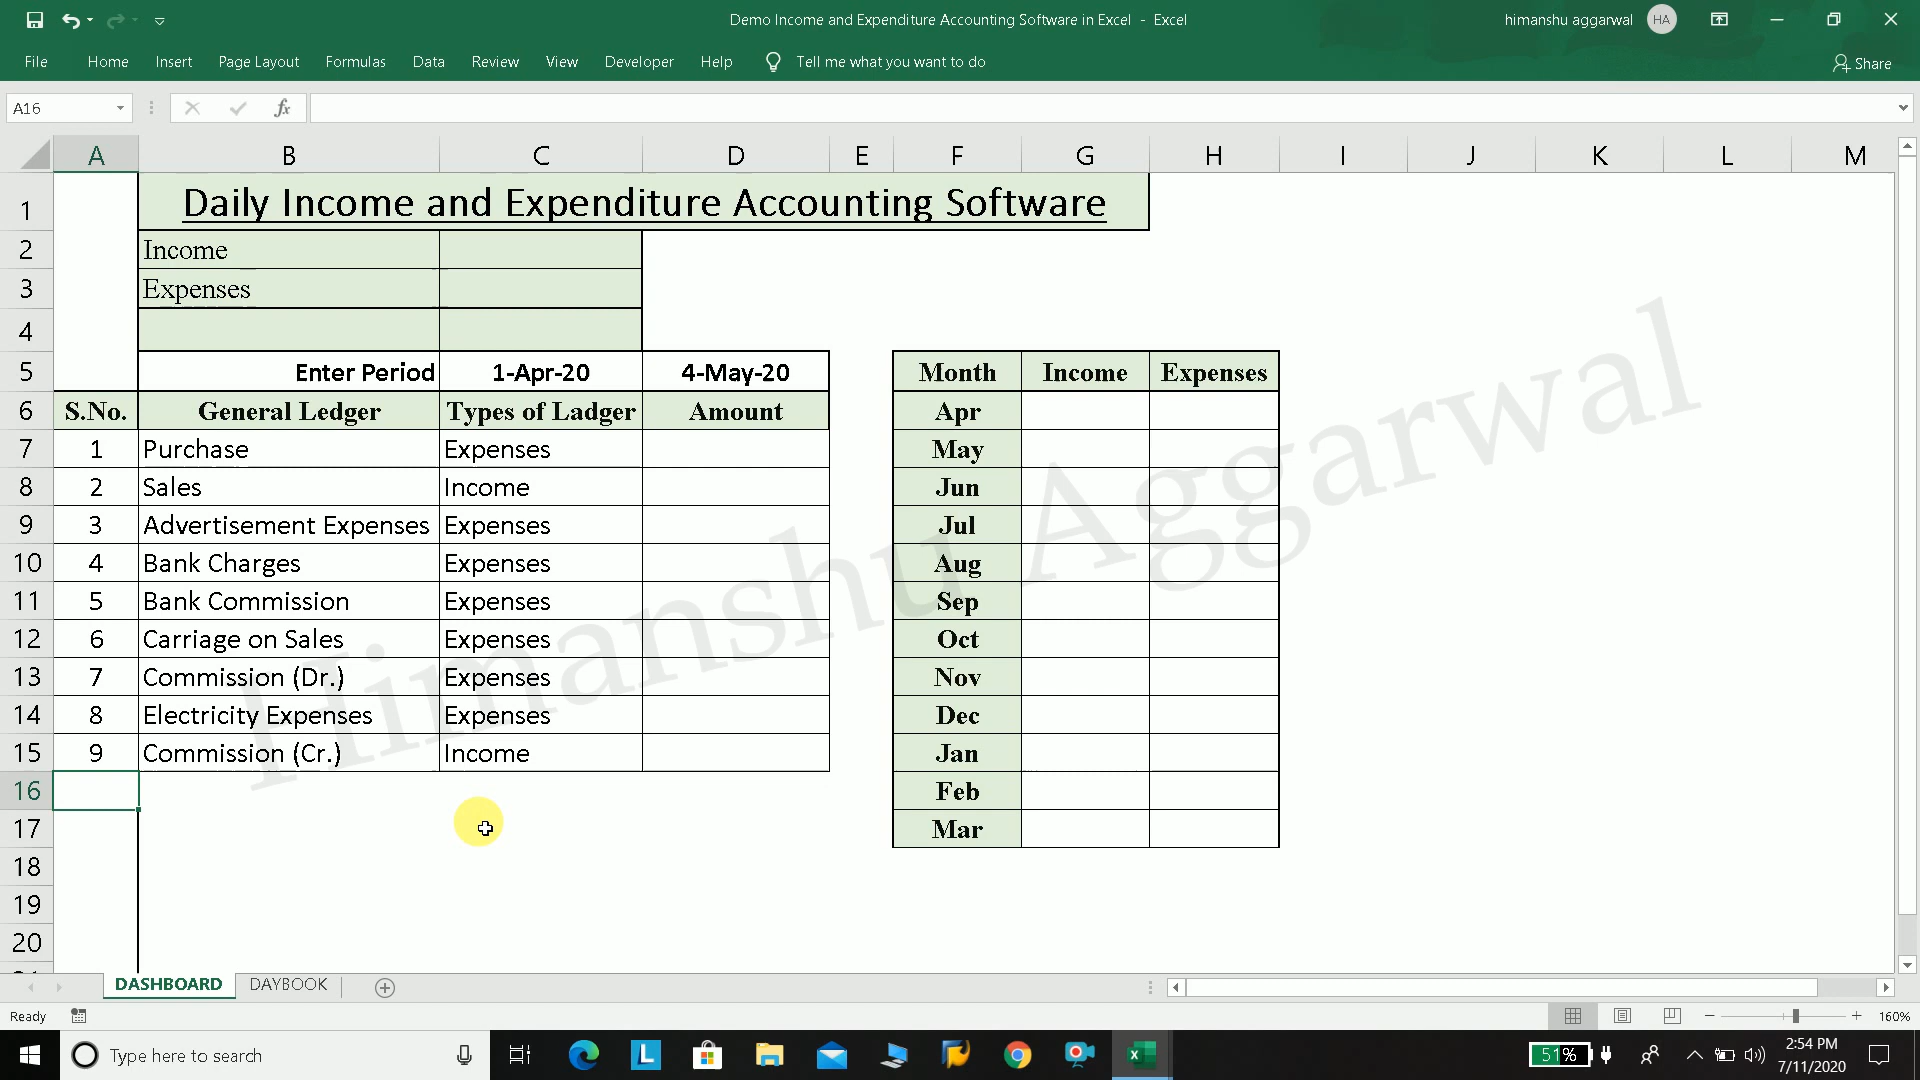 Demo Income and Expenditure Accounting Software in Excel - Excel
himanshu aggarwal HA
File Home Insert Page Layout Formulas Data Review View Developer Help Tell me what you want to do Share
A16 fx
A B C D E F G H I J K L M
1 Daily Income and Expenditure Accounting Software
2 Income
3 Expenses
4
5 Enter Period 1-Apr-20 4-May-20 Month Income Expenses
6 S.No. General Ledger Types of Ladger Amount Apr
7 1 Purchase Expenses May
8 2 Sales Income Jun
9 3 Advertisement Expenses Expenses Jul
10 4 Bank Charges Expenses Aug
11 5 Bank Commission Expenses Sep
12 6 Carriage on Sales Expenses Oct
13 7 Commission (Dr.) Expenses Nov
14 8 Electricity Expenses Expenses Dec
15 9 Commission (Cr.) Income Jan
16 Feb
17 Mar
18
19
20
Himanshu Aggarwal
DASHBOARD DAYBOOK
Ready 160%
Type here to search L 51% 2:54 PM
7/11/2020